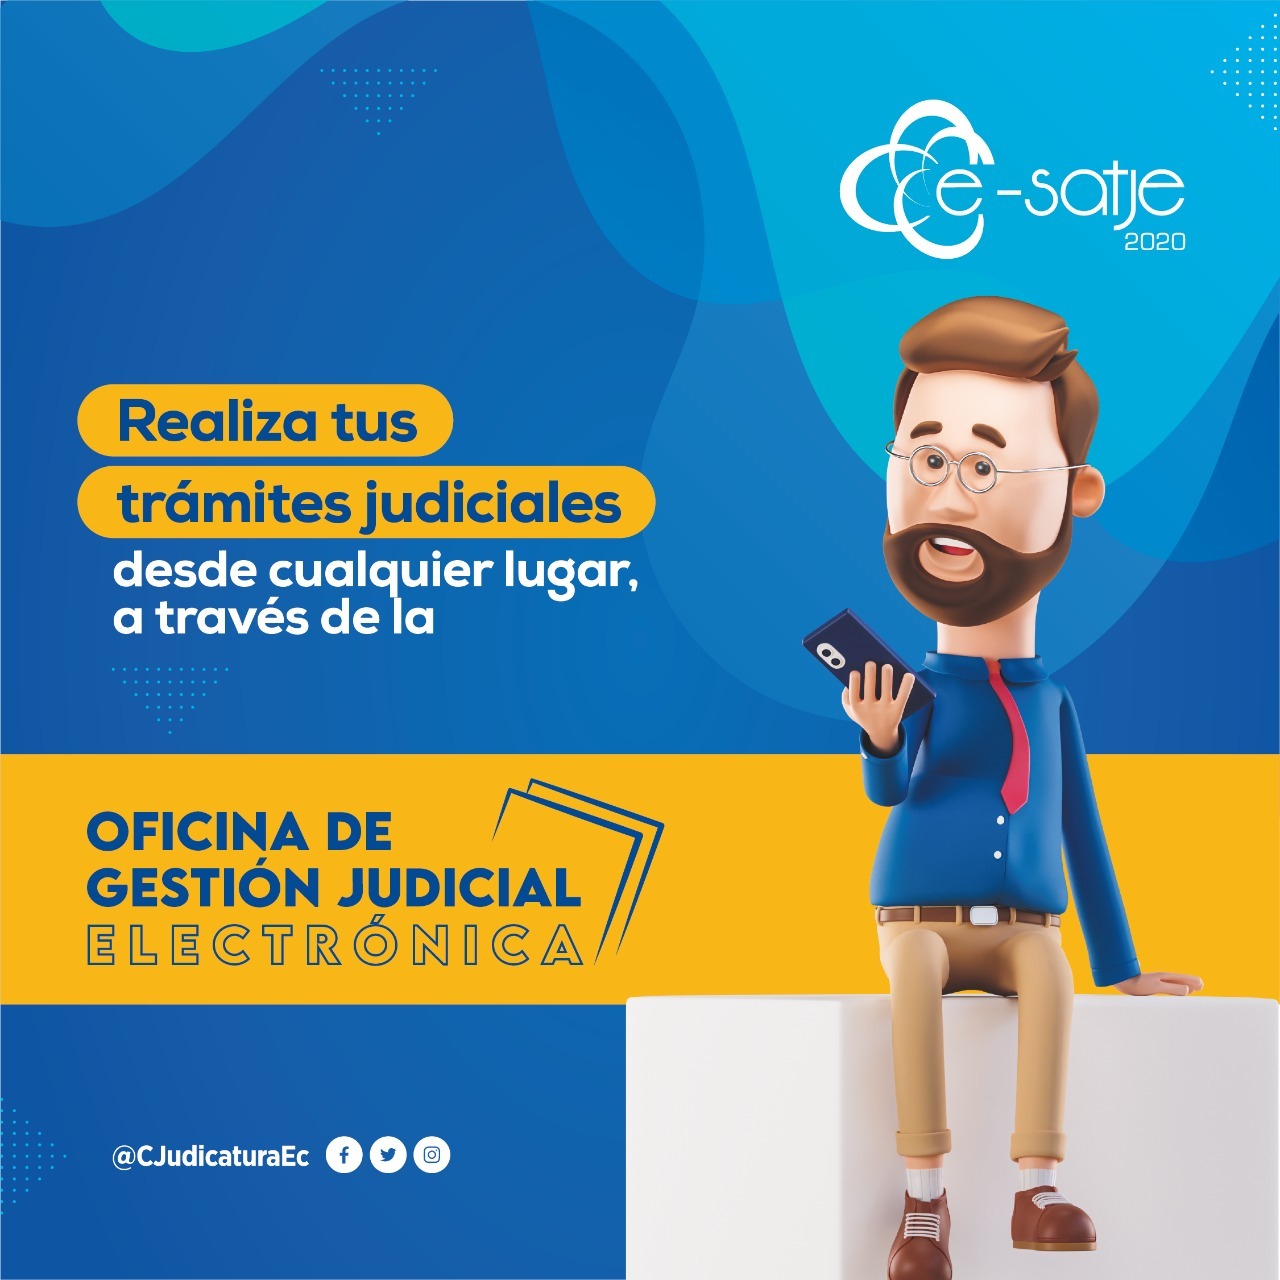 e-satje
2020
Realiza tus
trámites judiciales
desde cualquier lugar,
a través de la
OFICINA DE
GESTIÓN JUDICIAL
ELECTRÓNICA
@CJudicaturaEc